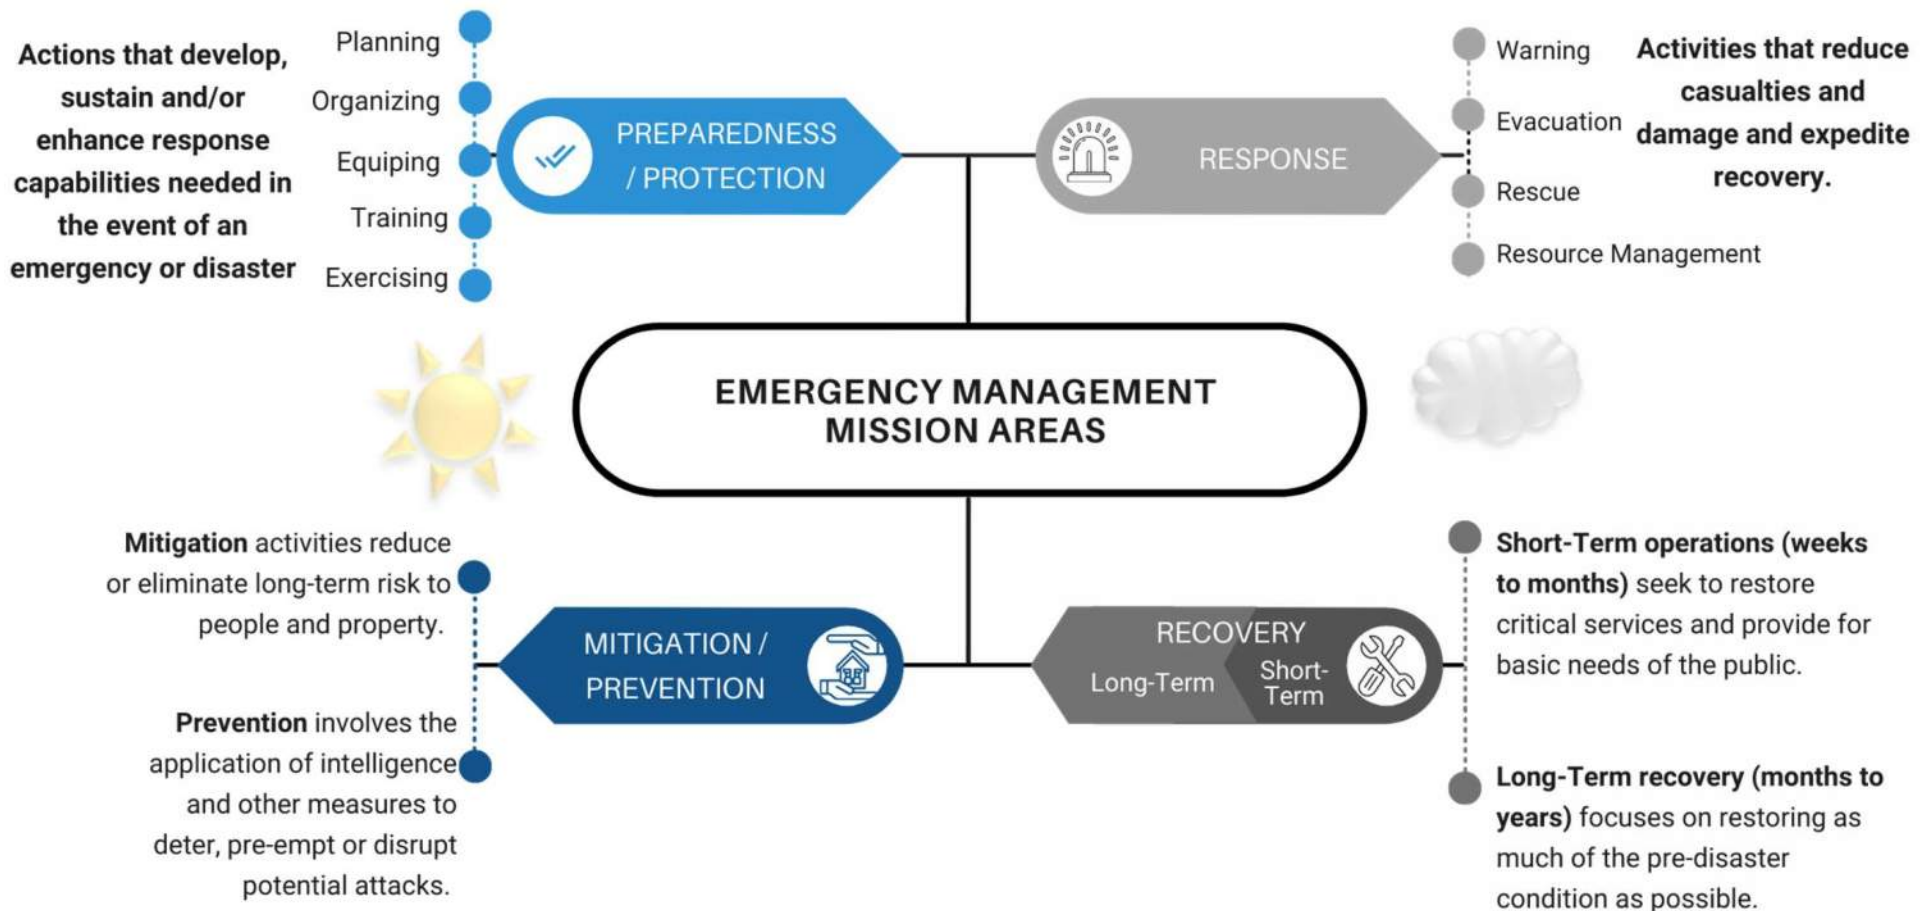 Actions that develop,
sustain and/or
enhance response
capabilities needed in
the event of an
emergency or disaster
Planning
Organizing
Equiping
Training
Exercising
PREPAREDNESS
/ PROTECTION
RESPONSE
Warning
Evacuation
Rescue
Resource Management
Activities that reduce
casualties and
damage and expedite
recovery.
EMERGENCY MANAGEMENT
MISSION AREAS
Mitigation activities reduce
or eliminate long-term risk to
people and property.
Prevention involves the
application of intelligence
and other measures to
deter, pre-empt or disrupt
potential attacks.
MITIGATION /
PREVENTION
RECOVERY
Long-Term
Short-
Term
Short-Term operations (weeks
to months) seek to restore
critical services and provide for
basic needs of the public.
Long-Term recovery (months to
years) focuses on restoring as
much of the pre-disaster
condition as possible.